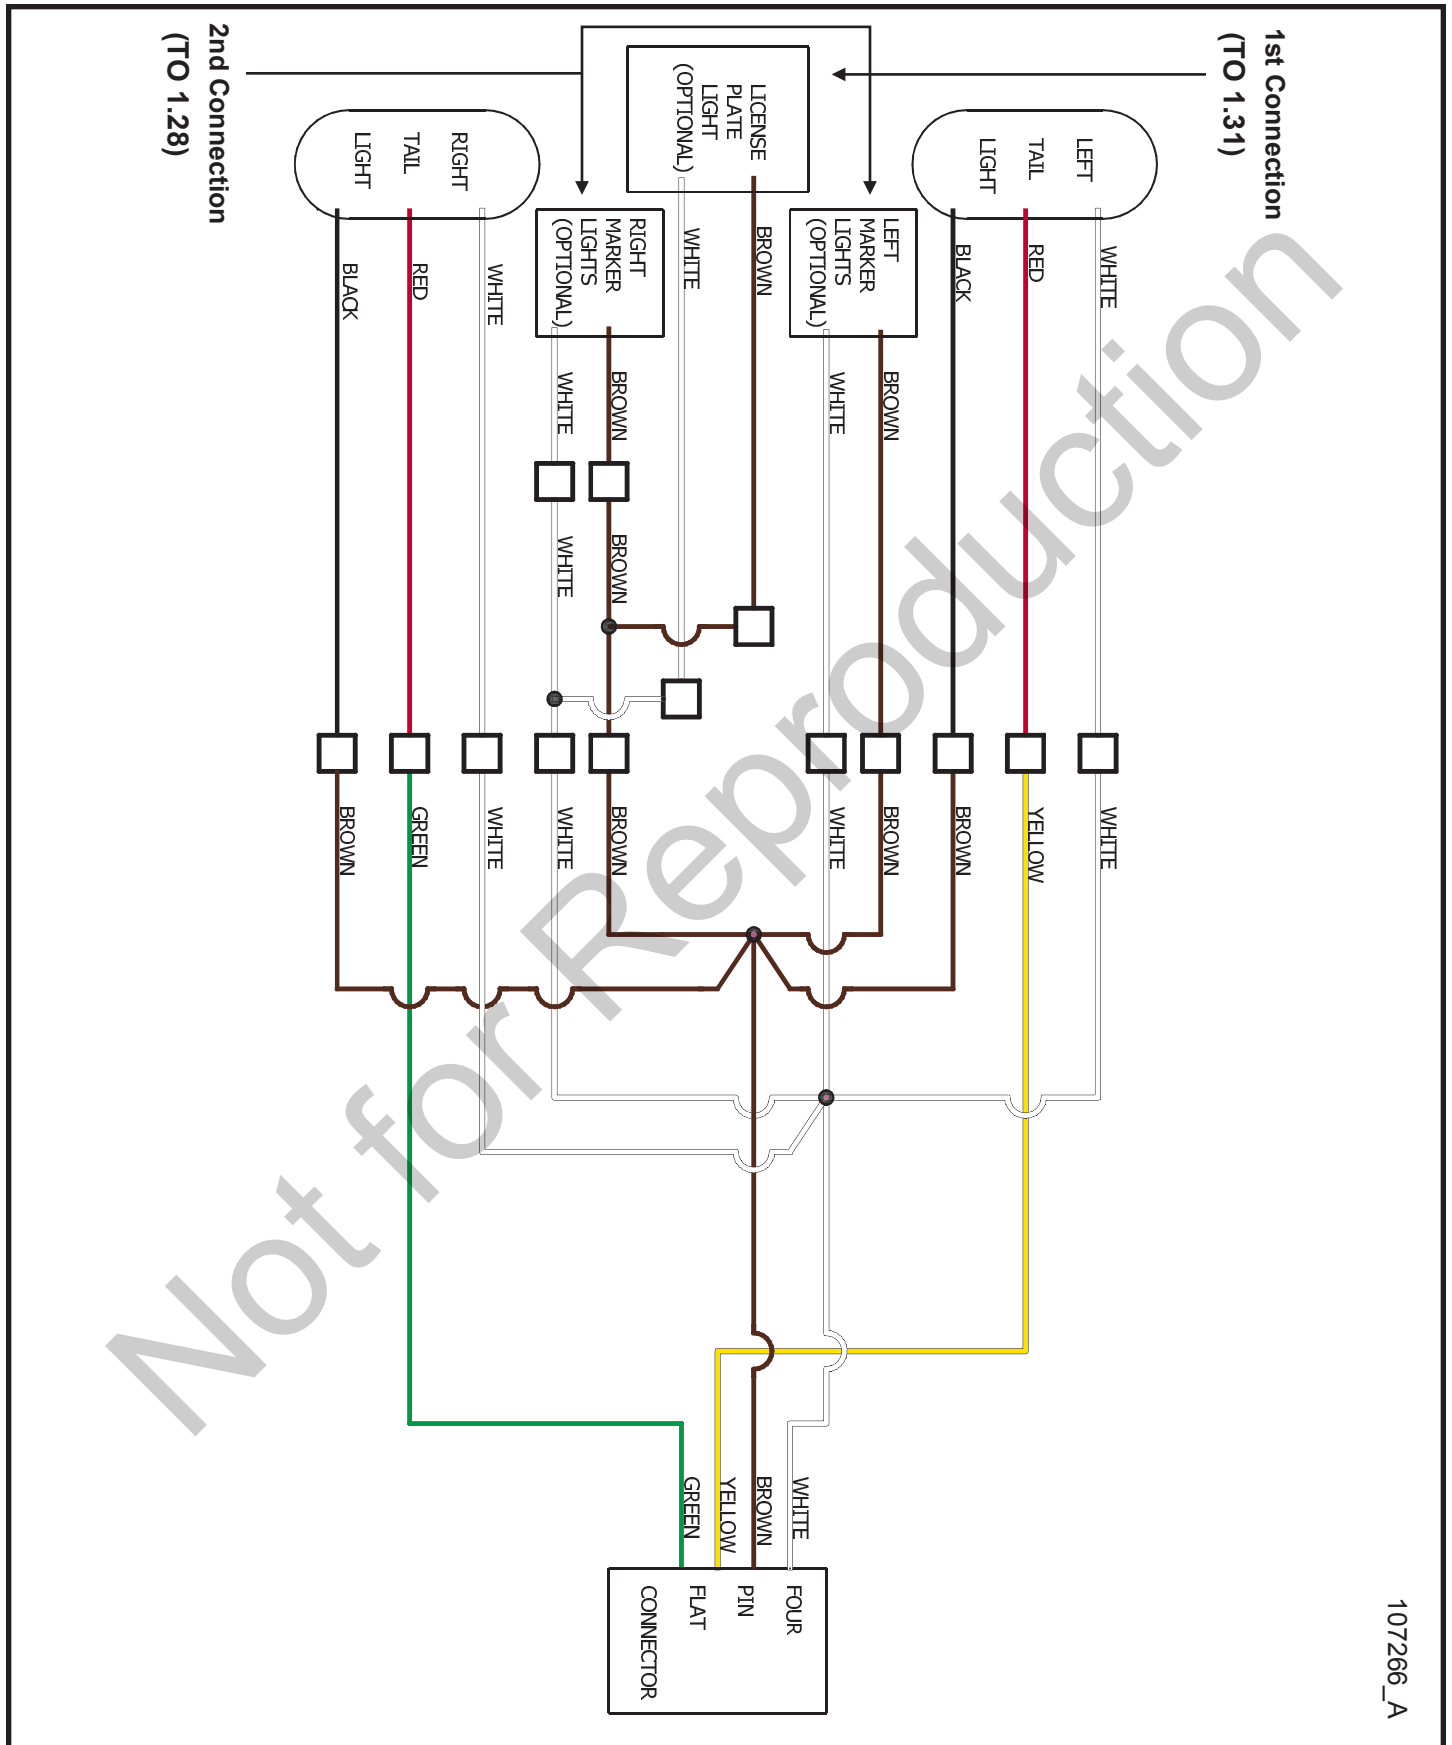 107266_A
1st Connection
(TO 1.31)
2nd Connection
(TO 1.28)
LEFT
TAIL
LIGHT
LICENSE
PLATE
LIGHT
(OPTIONAL)
RIGHT
TAIL
LIGHT
LEFT
MARKER
LIGHTS
(OPTIONAL)
RIGHT
MARKER
LIGHTS
(OPTIONAL)
WHITE
RED
BLACK
BROWN
WHITE
WHITE
RED
BLACK
BROWN
WHITE
BROWN
WHITE
BROWN
WHITE
WHITE
YELLOW
BROWN
BROWN
WHITE
BROWN
WHITE
WHITE
GREEN
BROWN
WHITE
BROWN
YELLOW
GREEN
FOUR
PIN
FLAT
CONNECTOR
Not for Reproduction